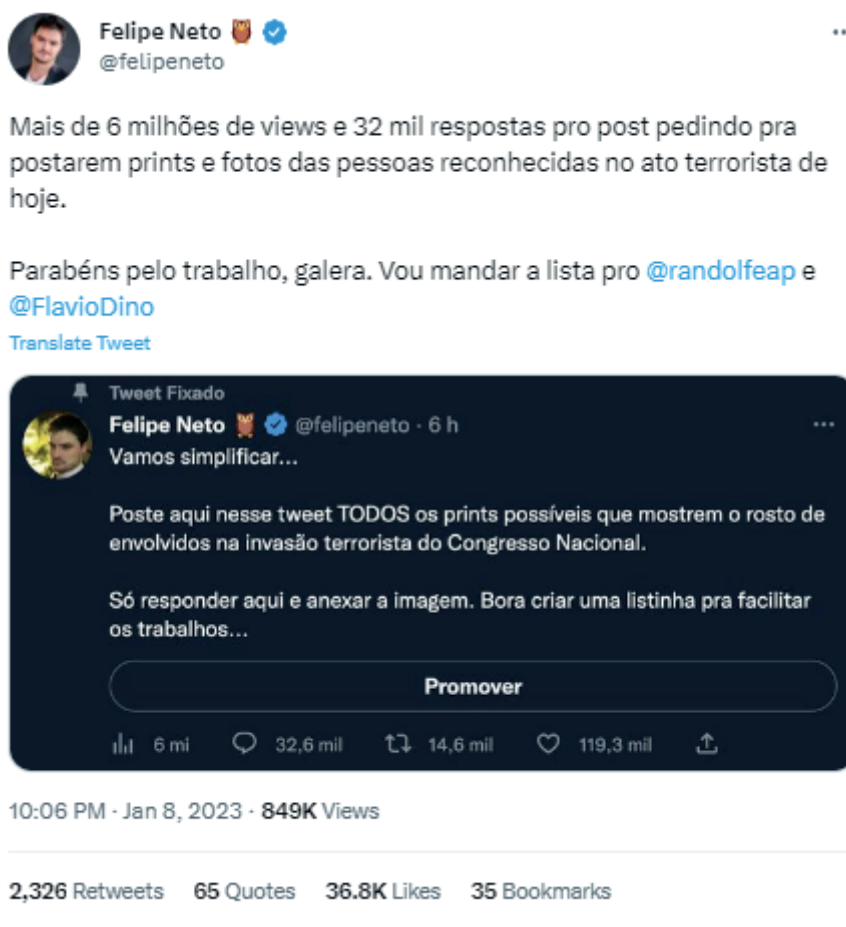 Felipe Neto
@felipeneto
Mais de 6 milhões de views e 32 mil respostas pro post pedindo pra
postarem prints e fotos das pessoas reconhecidas no ato terrorista de
hoje.
Parabéns pelo trabalho, galera. Vou mandar a lista pro @randolfeap e
@FlavioDino
Translate Tweet
Tweet Fixado
Felipe Neto @felipeneto · 6 h
Vamos simplificar...
Poste aqui nesse tweet TODOS os prints possíveis que mostrem o rosto de
envolvidos na invasão terrorista do Congresso Nacional.
Só responder aqui e anexar a imagem. Bora criar uma listinha pra facilitar
os trabalhos...
Promover
6 mi 32,6 mil 14,6 mil 119,3 mil
10:06 PM · Jan 8, 2023 · 849K Views
2,326 Retweets 65 Quotes 36.8K Likes 35 Bookmarks